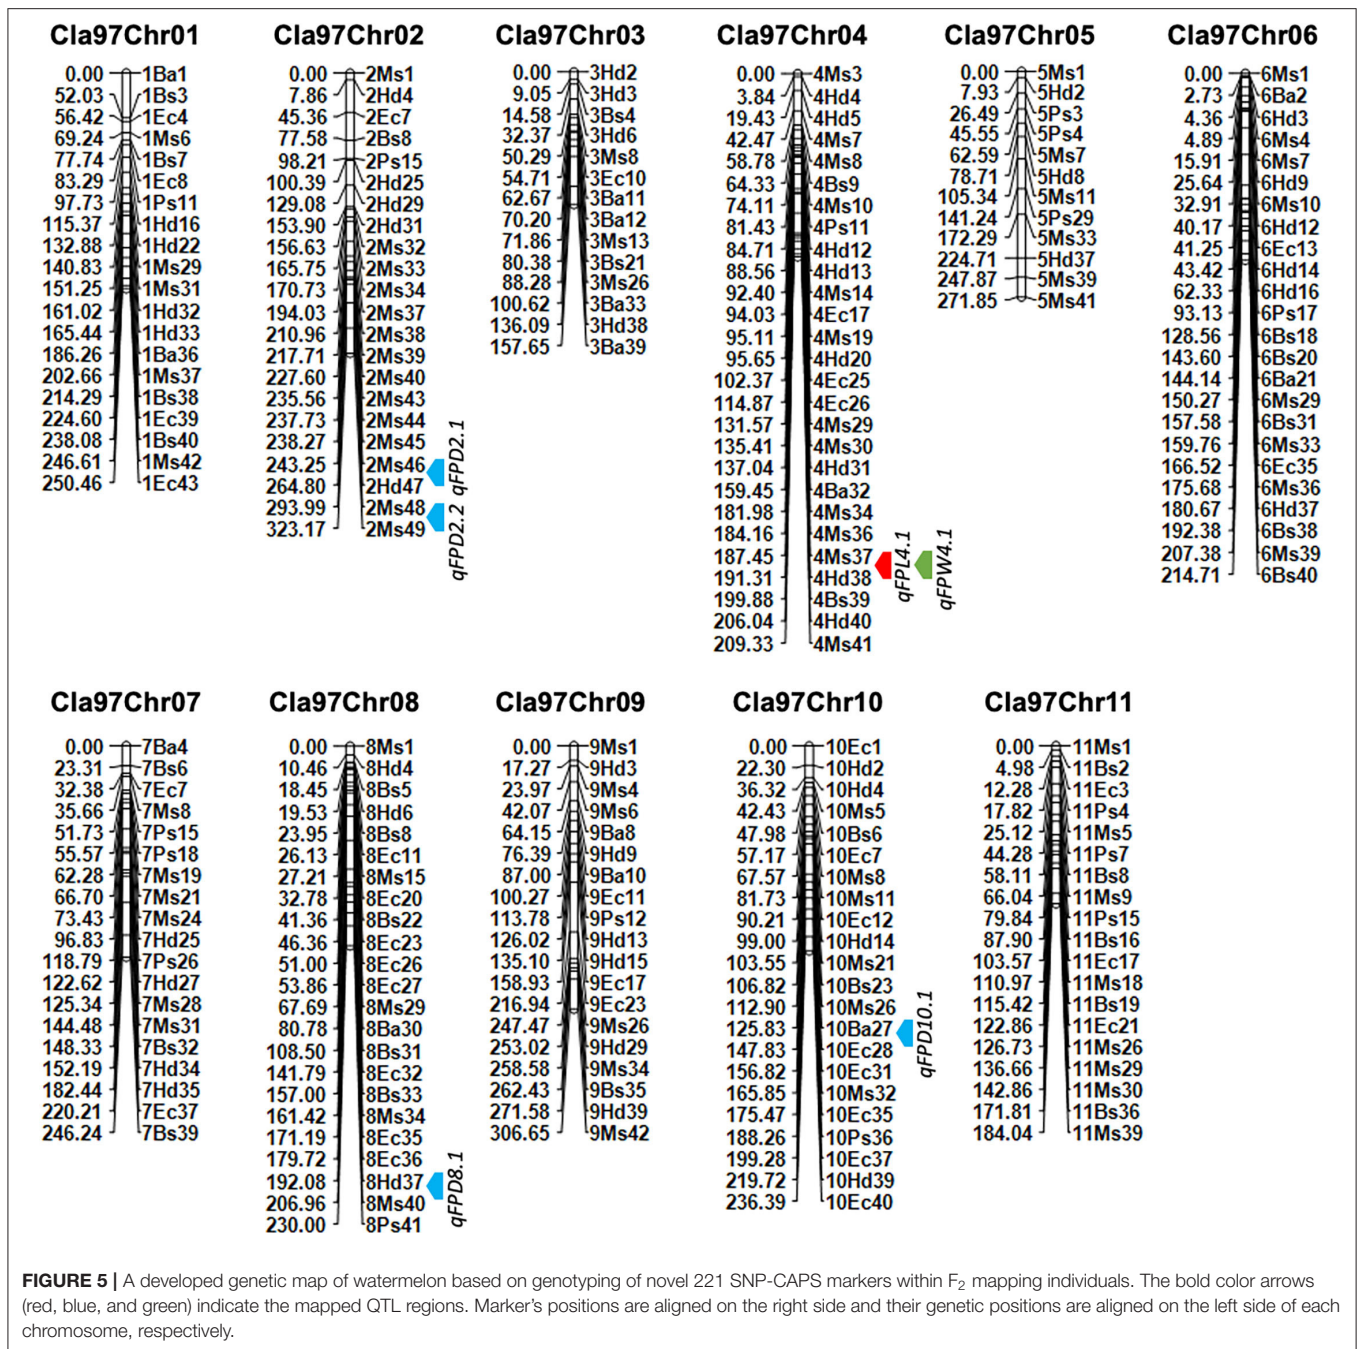 Cla97Chr01
0.00 1Ba1
52.03 1Bs3
56.42 1Ec4
69.24 1Ms6
77.74 1Bs7
83.29 1Ec8
97.73 1Ps11
115.37 1Hd16
132.88 1Hd22
140.83 1Ms29
151.25 1Ms31
161.02 1Hd32
165.44 1Hd33
186.26 1Ba36
202.66 1Ms37
214.29 1Bs38
224.60 1Ec39
238.08 1Bs40
246.61 1Ms42
250.46 1Ec43
Cla97Chr02
0.00 2Ms1
7.86 2Hd4
45.36 2Ec7
77.58 2Bs8
98.21 2Ps15
100.39 2Hd25
129.08 2Hd29
153.90 2Hd31
156.63 2Ms32
165.75 2Ms33
170.73 2Ms34
194.03 2Ms37
210.96 2Ms38
217.71 2Ms39
227.60 2Ms40
235.56 2Ms43
237.73 2Ms44
238.27 2Ms45
243.25 2Ms46
264.80 2Hd47
293.99 2Ms48
323.17 2Ms49
qFPD2.1
qFPD2.2
Cla97Chr03
0.00 3Hd2
9.05 3Hd3
14.58 3Bs4
32.37 3Hd6
50.29 3Ms8
54.71 3Ec10
62.67 3Ba11
70.20 3Ba12
71.86 3Ms13
80.38 3Bs21
88.28 3Ms26
100.62 3Ba33
136.09 3Hd38
157.65 3Ba39
Cla97Chr04
0.00 4Ms3
3.84 4Hd4
19.43 4Hd5
42.47 4Ms7
58.78 4Ms8
64.33 4Bs9
74.11 4Ms10
81.43 4Ps11
84.71 4Hd12
88.56 4Hd13
92.40 4Ms14
94.03 4Ec17
95.11 4Ms19
95.65 4Hd20
102.37 4Ec25
114.87 4Ec26
131.57 4Ms29
135.41 4Ms30
137.04 4Hd31
159.45 4Ba32
181.98 4Ms34
184.16 4Ms36
187.45 4Ms37
191.31 4Hd38
199.88 4Bs39
206.04 4Hd40
209.33 4Ms41
qFPL4.1
qFPW4.1
Cla97Chr05
0.00 5Ms1
7.93 5Hd2
26.49 5Ps3
45.55 5Ps4
62.59 5Ms7
78.71 5Hd8
105.34 5Ms11
141.24 5Ps29
172.29 5Ms33
224.71 5Hd37
247.87 5Ms39
271.85 5Ms41
Cla97Chr06
0.00 6Ms1
2.73 6Ba2
4.36 6Hd3
4.89 6Ms4
15.91 6Ms7
25.64 6Hd9
32.91 6Ms10
40.17 6Hd12
41.25 6Ec13
43.42 6Hd14
62.33 6Hd16
93.13 6Ps17
128.56 6Bs18
143.60 6Bs20
144.14 6Ba21
150.27 6Ms29
157.58 6Bs31
159.76 6Ms33
166.52 6Ec35
175.68 6Ms36
180.67 6Hd37
192.38 6Bs38
207.38 6Ms39
214.71 6Bs40
Cla97Chr07
0.00 7Ba4
23.31 7Bs6
32.38 7Ec7
35.66 7Ms8
51.73 7Ps15
55.57 7Ps18
62.28 7Ms19
66.70 7Ms21
73.43 7Ms24
96.83 7Hd25
118.79 7Ps26
122.62 7Hd27
125.34 7Ms28
144.48 7Ms31
148.33 7Bs32
152.19 7Hd34
182.44 7Hd35
220.21 7Ec37
246.24 7Bs39
Cla97Chr08
0.00 8Ms1
10.46 8Hd4
18.45 8Bs5
19.53 8Hd6
23.95 8Bs8
26.13 8Ec11
27.21 8Ms15
32.78 8Ec20
41.36 8Bs22
46.36 8Ec23
51.00 8Ec26
53.86 8Ec27
67.69 8Ms29
80.78 8Ba30
108.50 8Bs31
141.79 8Ec32
157.00 8Bs33
161.42 8Ms34
171.19 8Ec35
179.72 8Ec36
192.08 8Hd37
206.96 8Ms40
230.00 8Ps41
qFPD8.1
Cla97Chr09
0.00 9Ms1
17.27 9Hd3
23.97 9Ms4
42.07 9Ms6
64.15 9Ba8
76.39 9Hd9
87.00 9Ba10
100.27 9Ec11
113.78 9Ps12
126.02 9Hd13
135.10 9Hd15
158.93 9Ec17
216.94 9Ec23
247.47 9Ms26
253.02 9Hd29
258.58 9Ms34
262.43 9Bs35
271.58 9Hd39
306.65 9Ms42
Cla97Chr10
0.00 10Ec1
22.30 10Hd2
36.32 10Hd4
42.43 10Ms5
47.98 10Bs6
57.17 10Ec7
67.57 10Ms8
81.73 10Ms11
90.21 10Ec12
99.00 10Hd14
103.55 10Ms21
106.82 10Bs23
112.90 10Ms26
125.83 10Ba27
147.83 10Ec28
156.82 10Ec31
165.85 10Ms32
175.47 10Ec35
188.26 10Ps36
199.28 10Ec37
219.72 10Hd39
236.39 10Ec40
qFPD10.1
Cla97Chr11
0.00 11Ms1
4.98 11Bs2
12.28 11Ec3
17.82 11Ps4
25.12 11Ms5
44.28 11Ps7
58.11 11Bs8
66.04 11Ms9
79.84 11Ps15
87.90 11Bs16
103.57 11Ec17
110.97 11Ms18
115.42 11Bs19
122.86 11Ec21
126.73 11Ms26
136.66 11Ms29
142.86 11Ms30
171.81 11Bs36
184.04 11Ms39
FIGURE 5 | A developed genetic map of watermelon based on genotyping of novel 221 SNP-CAPS markers within F2 mapping individuals. The bold color arrows
(red, blue, and green) indicate the mapped QTL regions. Marker's positions are aligned on the right side and their genetic positions are aligned on the left side of each
chromosome, respectively.